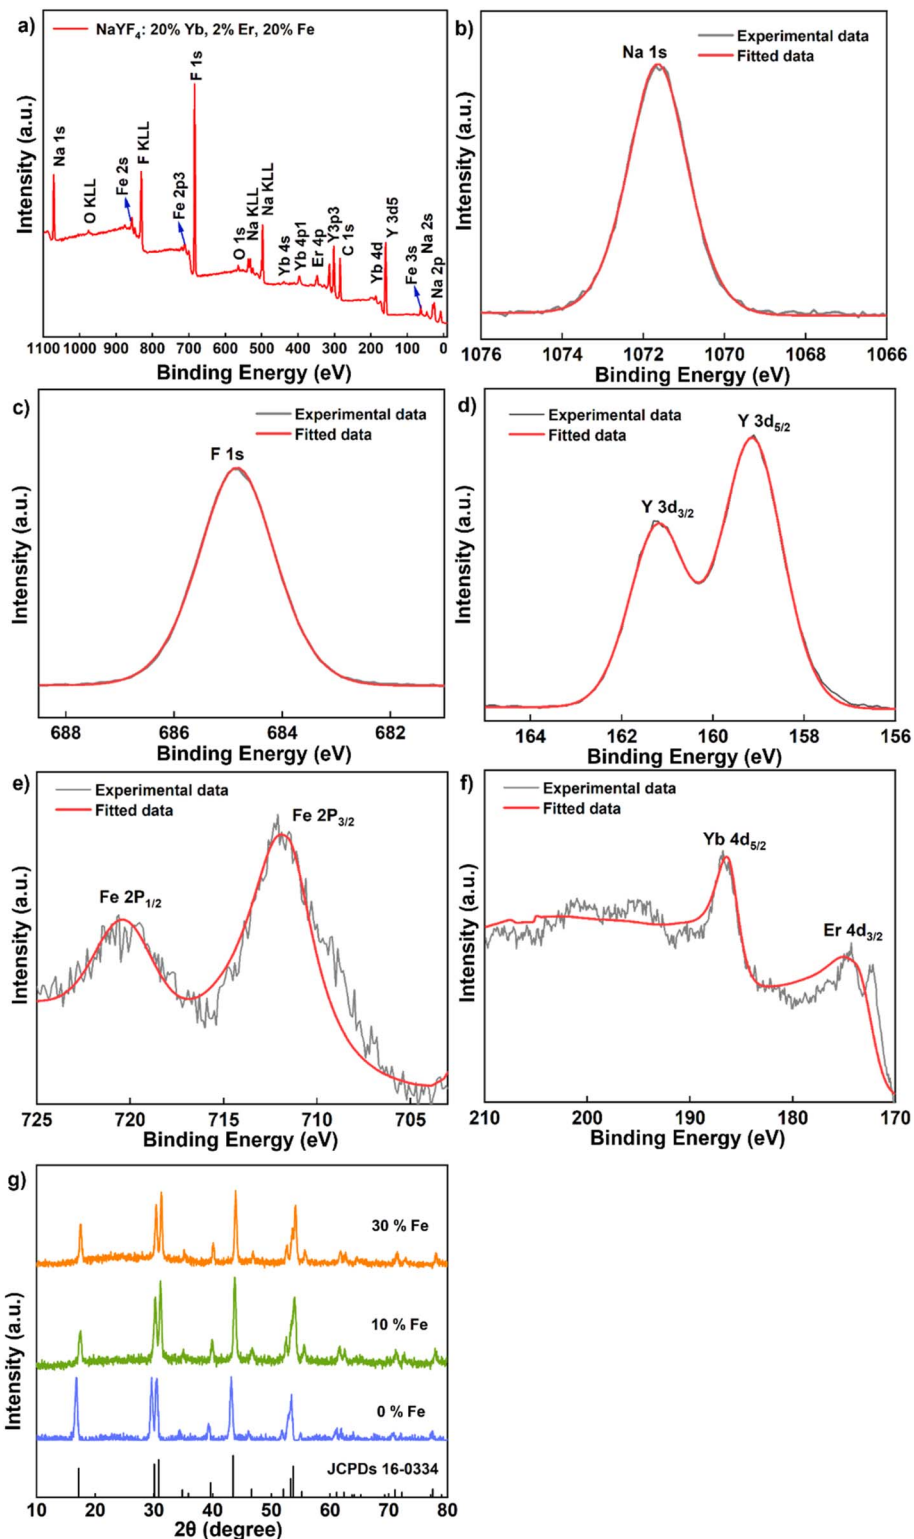 a)
NaYF4: 20% Yb, 2% Er, 20% Fe
Intensity (a.u.)
Na 1s
O KLL
Fe 2s
F KLL
Fe 2p3
F 1s
O 1s
Na KLL
Na KLL
Yb 4s
Yb 4p1
Er 4p
Y3p3
C 1s
Yb 4d
Y 3d5
Fe 3s
Na 2s
Na 2p
1100 1000 900 800 700 600 500 400 300 200 100 0
Binding Energy (eV)
b)
Experimental data
Fitted data
Na 1s
Intensity (a.u.)
1076 1074 1072 1070 1068 1066
Binding Energy (eV)
c)
Experimental data
Fitted data
F 1s
Intensity (a.u.)
688 686 684 682
Binding Energy (eV)
d)
Experimental data
Fitted data
Y 3d5/2
Y 3d3/2
Intensity (a.u.)
164 162 160 158 156
Binding Energy (eV)
e)
Experimental data
Fitted data
Fe 2P3/2
Fe 2P1/2
Intensity (a.u.)
725 720 715 710 705
Binding Energy (eV)
f)
Experimental data
Fitted data
Yb 4d5/2
Er 4d3/2
Intensity (a.u.)
210 200 190 180 170
Binding Energy (eV)
g)
30 % Fe
10 % Fe
0 % Fe
JCPDs 16-0334
Intensity (a.u.)
10 20 30 40 50 60 70 80
2θ (degree)